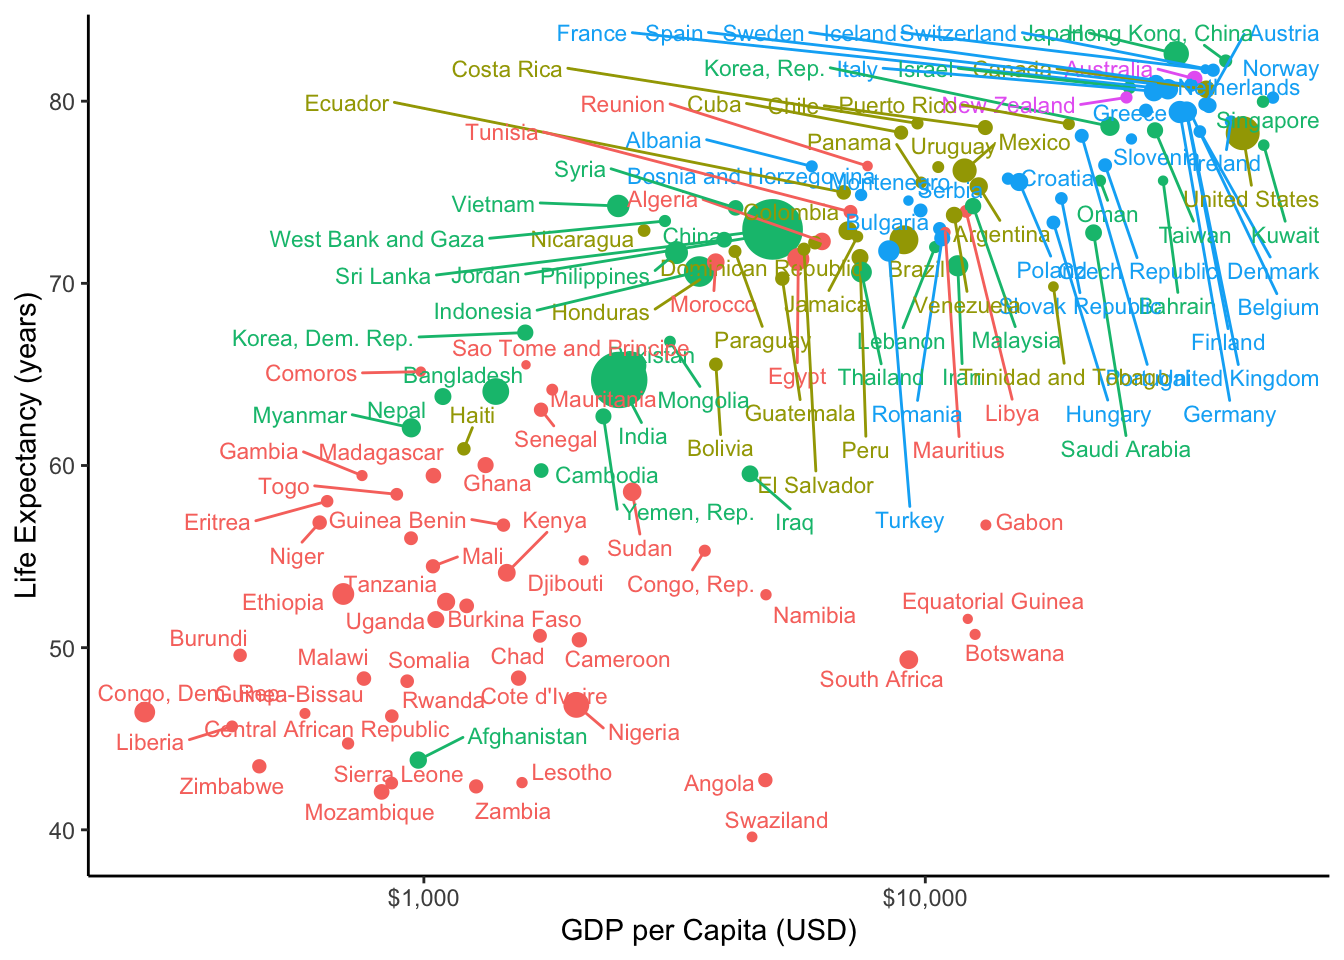 France
Spain
Sweden
Iceland
Switzerland
Japan
Hong Kong, China
Austria
Costa Rica
Korea, Rep.
Italy
Israel
Canada
Australia
Norway
Netherlands
Ecuador
Reunion
Cuba
Chile
Puerto Rico
New Zealand
Greece
Singapore
Tunisia
Albania
Panama
Uruguay
Mexico
Slovenia
Ireland
Syria
Bosnia and Herzegovina
Montenegro
Serbia
Croatia
United States
Vietnam
Algeria
Colombia
Bulgaria
Argentina
Oman
Taiwan
Kuwait
West Bank and Gaza
Nicaragua
China
Sri Lanka
Jordan
Philippines
Dominican Republic
Brazil
Poland
Czech Republic
Denmark
Indonesia
Honduras
Morocco
Jamaica
Venezuela
Slovak Republic
Bahrain
Belgium
Korea, Dem. Rep.
Sao Tome and Principe
Pakistan
Paraguay
Lebanon
Malaysia
Finland
Comoros
Bangladesh
Egypt
Thailand
Iran
Trinidad and Tobago
Portugal
United Kingdom
Myanmar
Nepal
Haiti
Mauritania
Mongolia
Guatemala
Romania
Libya
Hungary
Germany
Gambia
Madagascar
Senegal
India
Bolivia
Peru
Mauritius
Saudi Arabia
Togo
Ghana
Cambodia
El Salvador
Eritrea
Guinea
Benin
Kenya
Yemen, Rep.
Iraq
Turkey
Gabon
Niger
Mali
Sudan
Djibouti
Congo, Rep.
Ethiopia
Tanzania
Uganda
Burkina Faso
Namibia
Equatorial Guinea
Burundi
Malawi
Somalia
Chad
Cameroon
Botswana
South Africa
Congo, Dem. Rep.
Guinea-Bissau
Rwanda
Cote d'Ivoire
Liberia
Central African Republic
Afghanistan
Nigeria
Zimbabwe
Sierra Leone
Lesotho
Angola
Mozambique
Zambia
Swaziland
80
70
60
50
40
Life Expectancy (years)
$1,000
$10,000
GDP per Capita (USD)